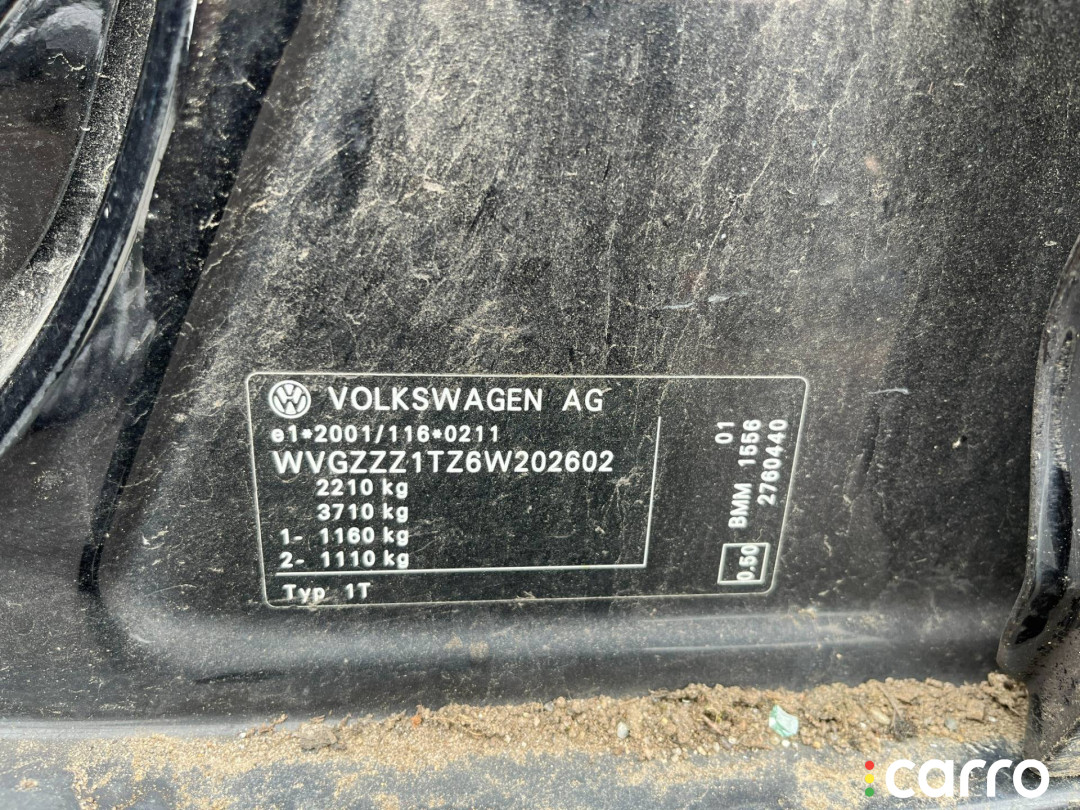 VOLKSWAGEN AG
e1*2001/116*0211
WVGZZZ1TZ6W202602
2210 kg
3710 kg
1- 1160 kg
2- 1110 kg
Typ 1T
01
BMM 1556
2760440
0.50
carro